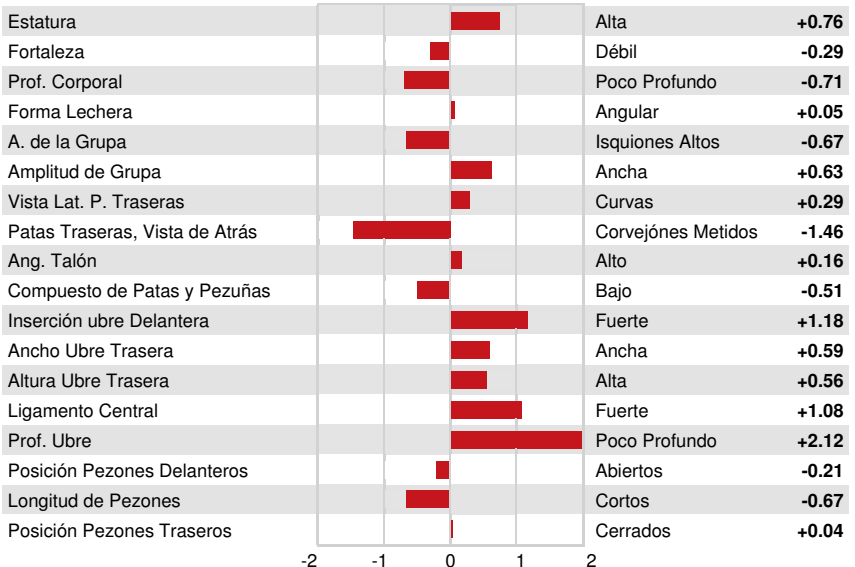 Estatura Alta +0.76
Fortaleza Débil -0.29
Prof. Corporal Poco Profundo -0.71
Forma Lechera Angular +0.05
A. de la Grupa Isquiones Altos -0.67
Amplitud de Grupa Ancha +0.63
Vista Lat. P. Traseras Curvas +0.29
Patas Traseras, Vista de Atrás Corvejónes Metidos -1.46
Ang. Talón Alto +0.16
Compuesto de Patas y Pezuñas Bajo -0.51
Inserción ubre Delantera Fuerte +1.18
Ancho Ubre Trasera Ancha +0.59
Altura Ubre Trasera Alta +0.56
Ligamento Central Fuerte +1.08
Prof. Ubre Poco Profundo +2.12
Posición Pezones Delanteros Abiertos -0.21
Longitud de Pezones Cortos -0.67
Posición Pezones Traseros Cerrados +0.04
-2 -1 0 1 2